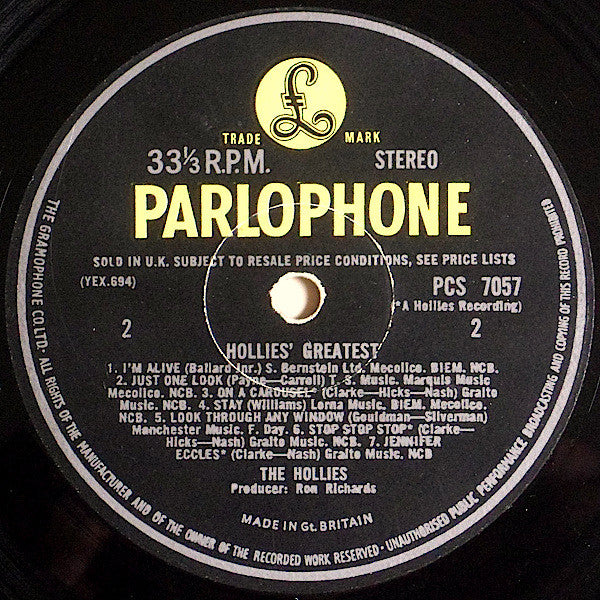 £
TRADE MARK
33⅓ R.P.M. STEREO
PARLOPHONE
SOLD IN U.K. SUBJECT TO RESALE PRICE CONDITIONS, SEE PRICE LISTS
(YEX.694) PCS 7057
(*A Hollies Recording)
2 2
HOLLIES' GREATEST
1. I'M ALIVE (Ballard Jnr.) S. Bernstein Ltd. Mecolico. BIEM. NCB.
2. JUST ONE LOOK (Payne—Carroll) T. S. Music. Marquis Music
Mecolico. NCB. 3. ON A CAROUSEL* (Clarke—Hicks—Nash) Gralto
Music. NCB. 4. STAY (Williams) Lorna Music. BIEM. Mecolico.
NCB. 5. LOOK THROUGH ANY WINDOW (Gouldman—Silverman)
Manchester Music. F. Day. 6. STOP STOP STOP* (Clarke—
Hicks—Nash) Gralto Music. NCB. 7. JENNIFER
ECCLES* (Clarke—Nash) Gralto Music. NCB
THE HOLLIES
Producer: Ron Richards
MADE IN Gt. BRITAIN
THE GRAMOPHONE CO. LTD. ALL RIGHTS OF THE MANUFACTURER AND OF THE OWNER OF THE RECORDED WORK RESERVED · UNAUTHORISED PUBLIC PERFORMANCE BROADCASTING AND COPYING OF THIS RECORD PROHIBITED